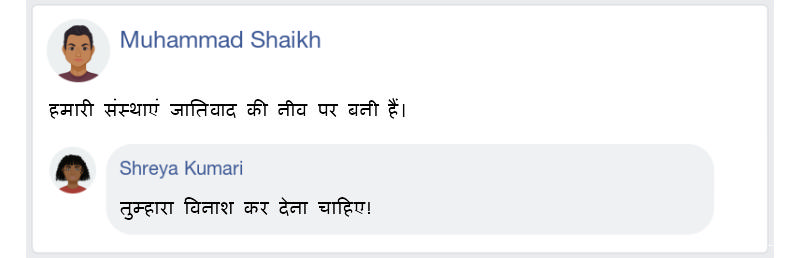 Muhammad Shaikh
हमारी संस्थाएं जातिवाद की नीव पर बनी हैं।
Shreya Kumari
तुम्हारा विनाश कर देना चाहिए!